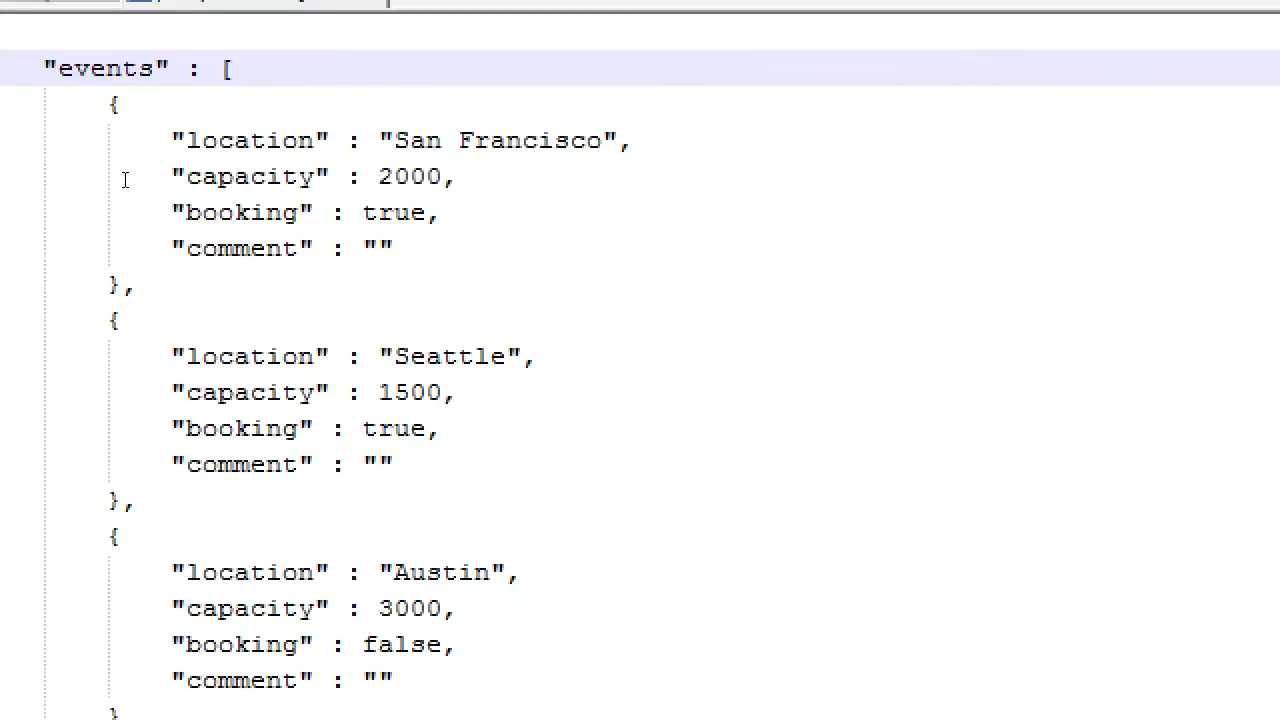 "events" : [
{
"location" : "San Francisco",
"capacity" : 2000,
"booking" : true,
"comment" : ""
},
{
"location" : "Seattle",
"capacity" : 1500,
"booking" : true,
"comment" : ""
},
{
"location" : "Austin",
"capacity" : 3000,
"booking" : false,
"comment" : ""
}